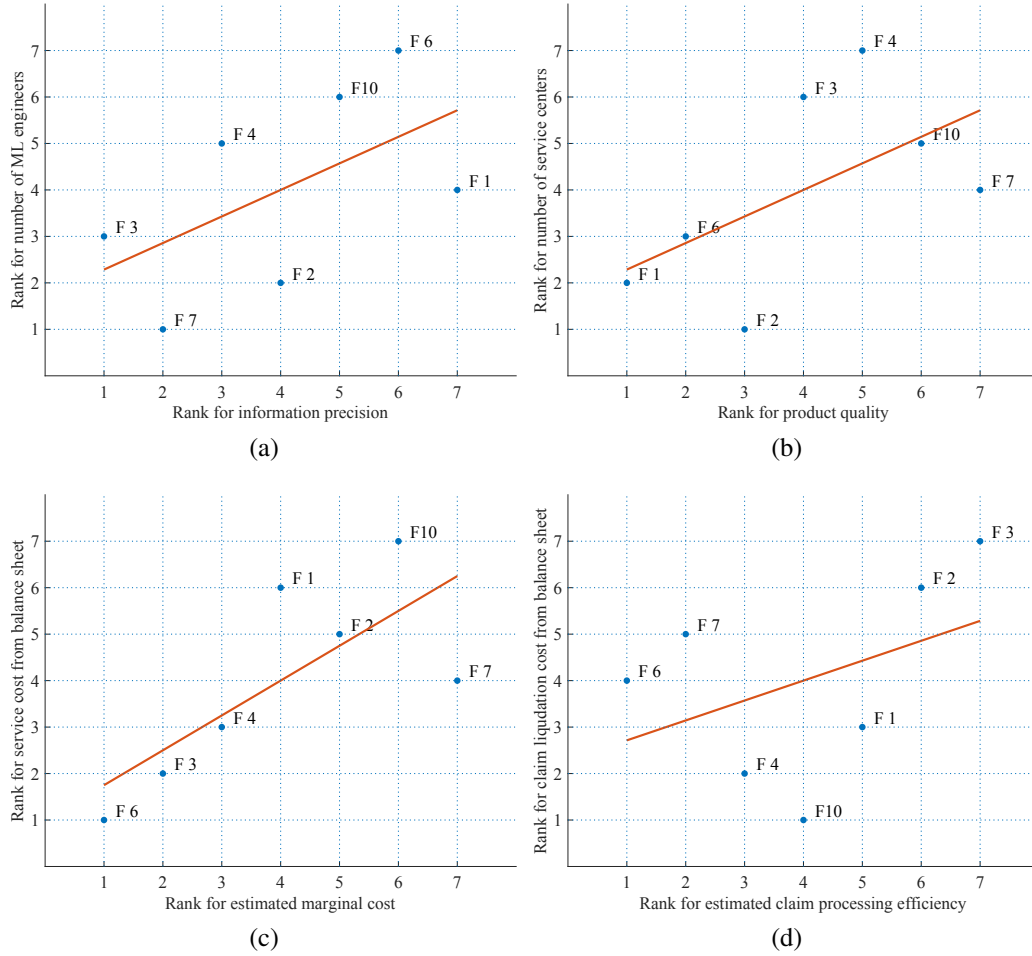 Rank for number of ML engineers
7
6
5
4
3
2
1
F 6
F10
F 4
F 1
F 3
F 2
F 7
1 2 3 4 5 6 7
Rank for information precision
(a)
Rank for number of service centers
7
6
5
4
3
2
1
F 4
F 3
F10
F 7
F 6
F 1
F 2
1 2 3 4 5 6 7
Rank for product quality
(b)
Rank for service cost from balance sheet
7
6
5
4
3
2
1
F10
F 1
F 2
F 7
F 4
F 3
F 6
1 2 3 4 5 6 7
Rank for estimated marginal cost
(c)
Rank for claim liqudation cost from balance sheet
7
6
5
4
3
2
1
F 3
F 2
F 7
F 6
F 1
F 4
F10
1 2 3 4 5 6 7
Rank for estimated claim processing efficiency
(d)